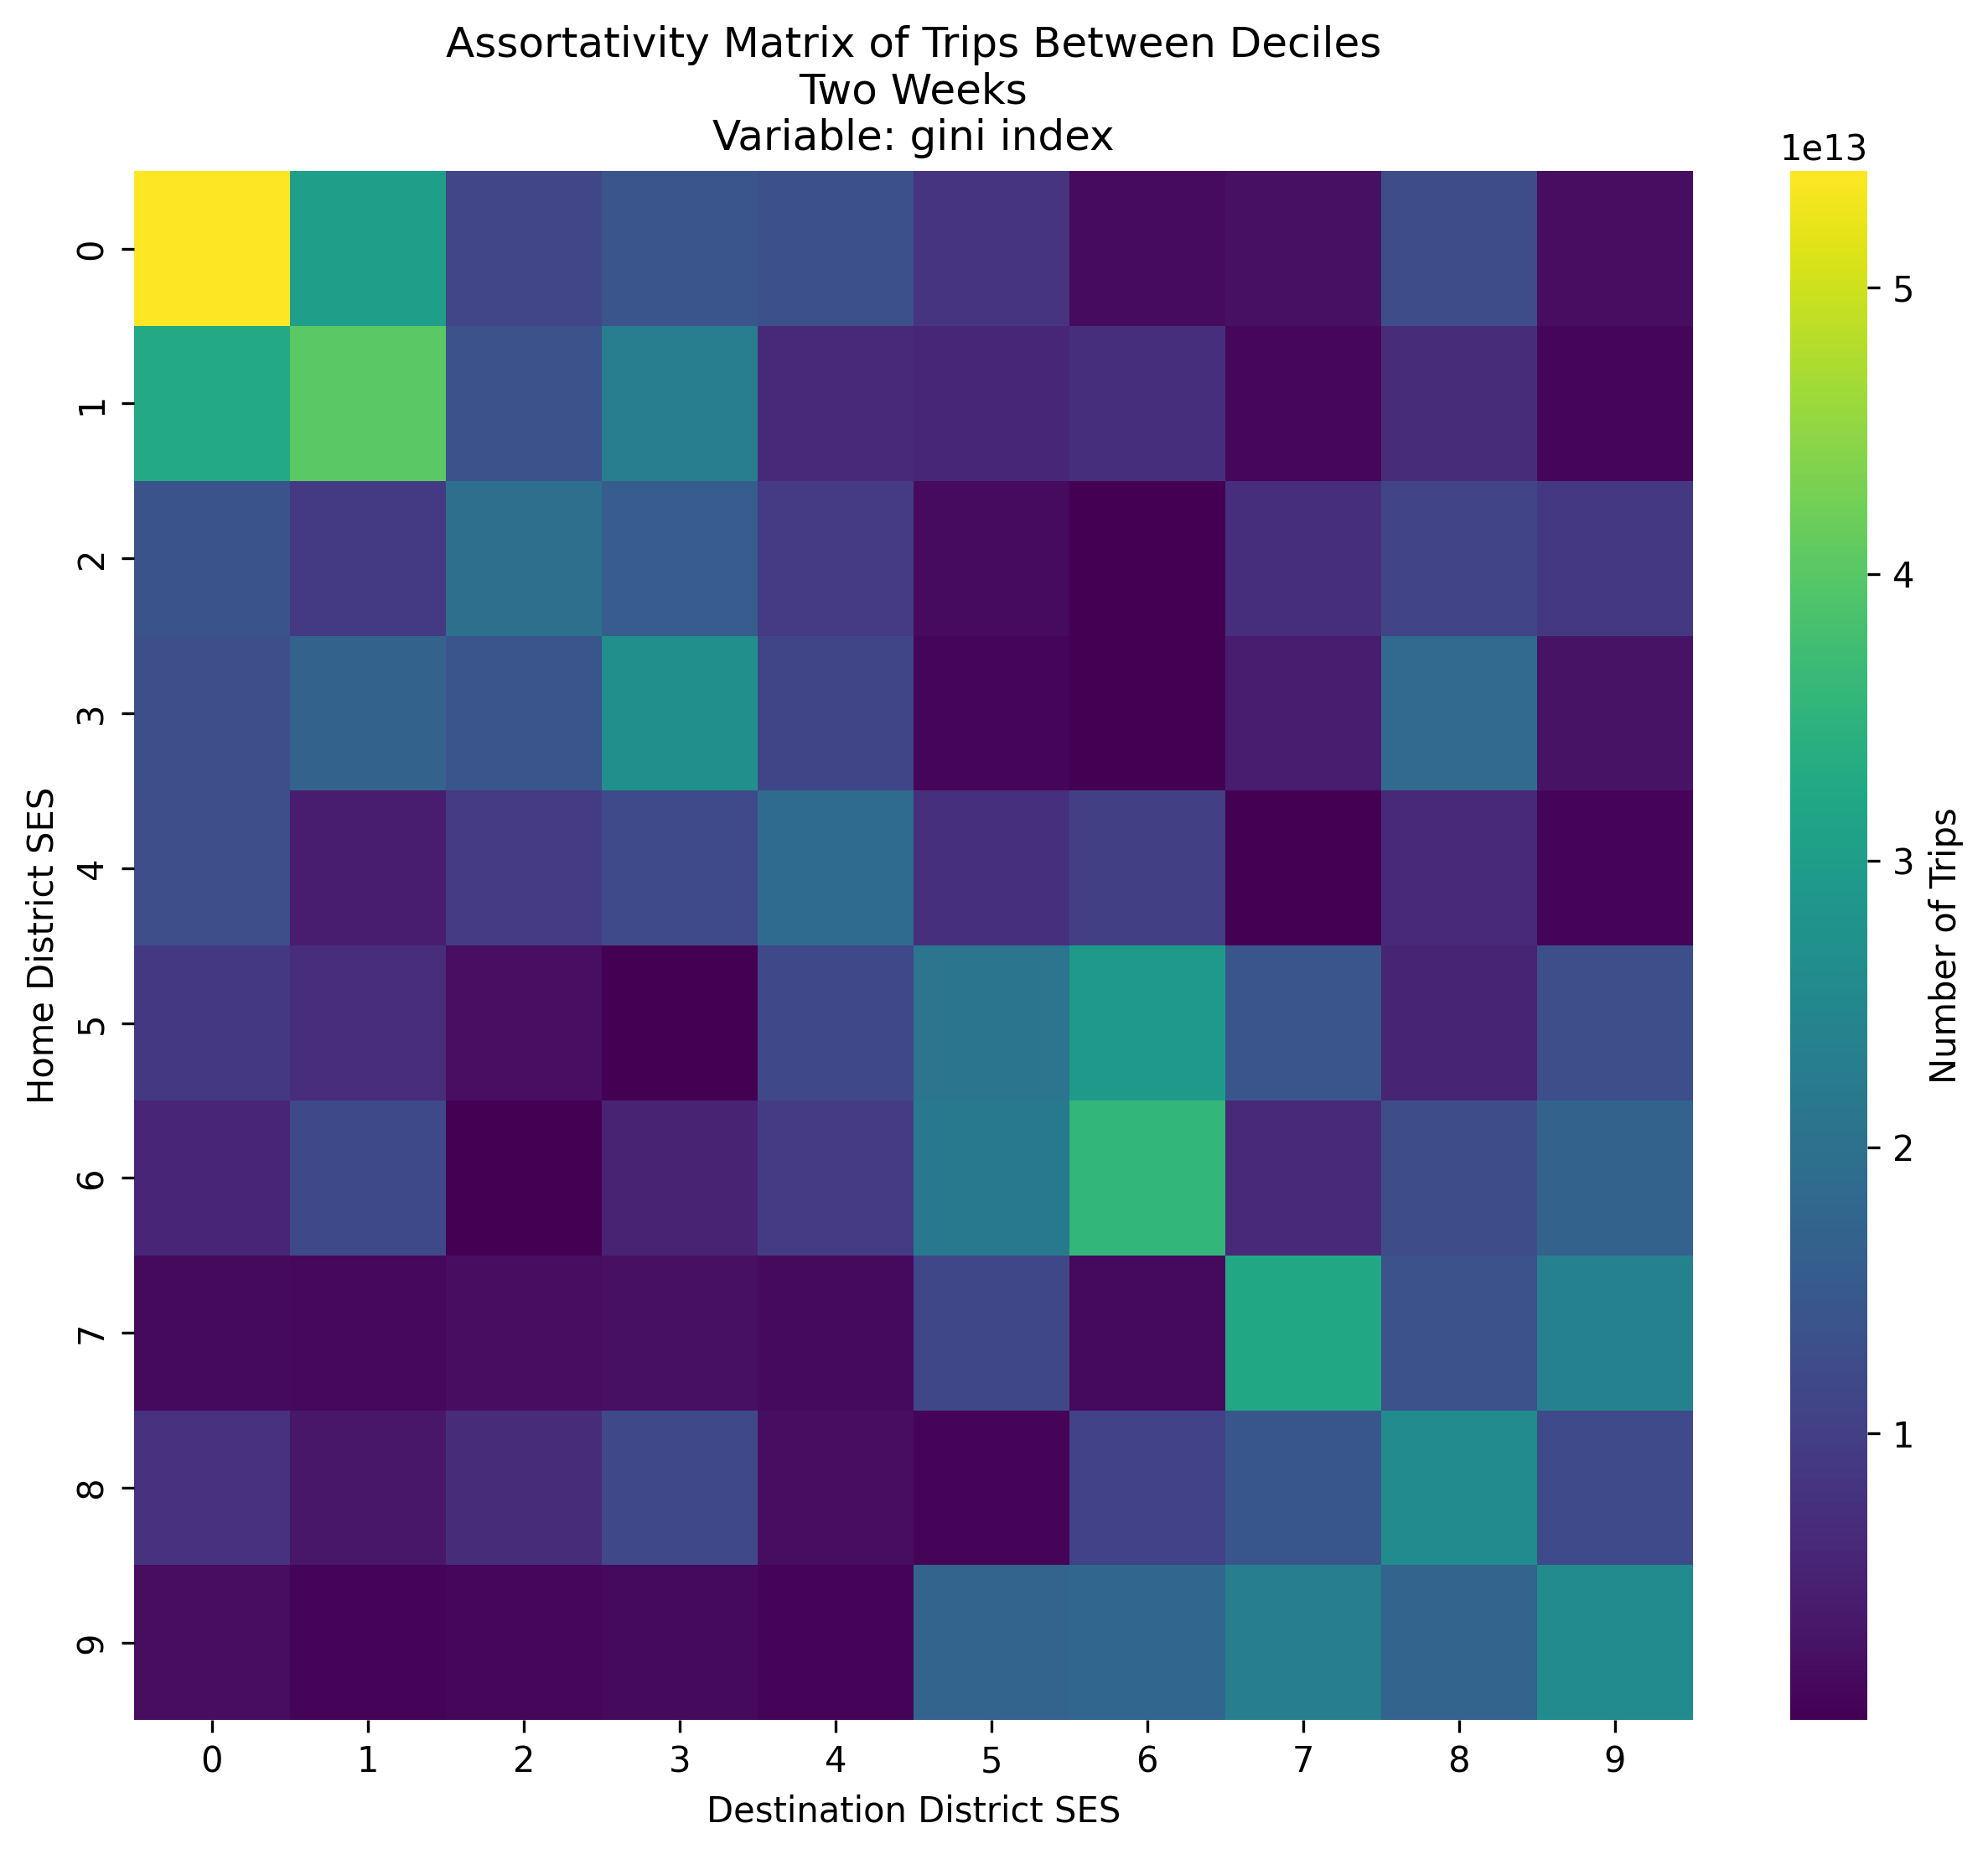 Assortativity Matrix of Trips Between Deciles
Two Weeks
Variable: gini index
1e13
0
1
2
3
4
5
6
7
8
9
Home District SES
0 1 2 3 4 5 6 7 8 9
Destination District SES
5
4
3
2
1
Number of Trips